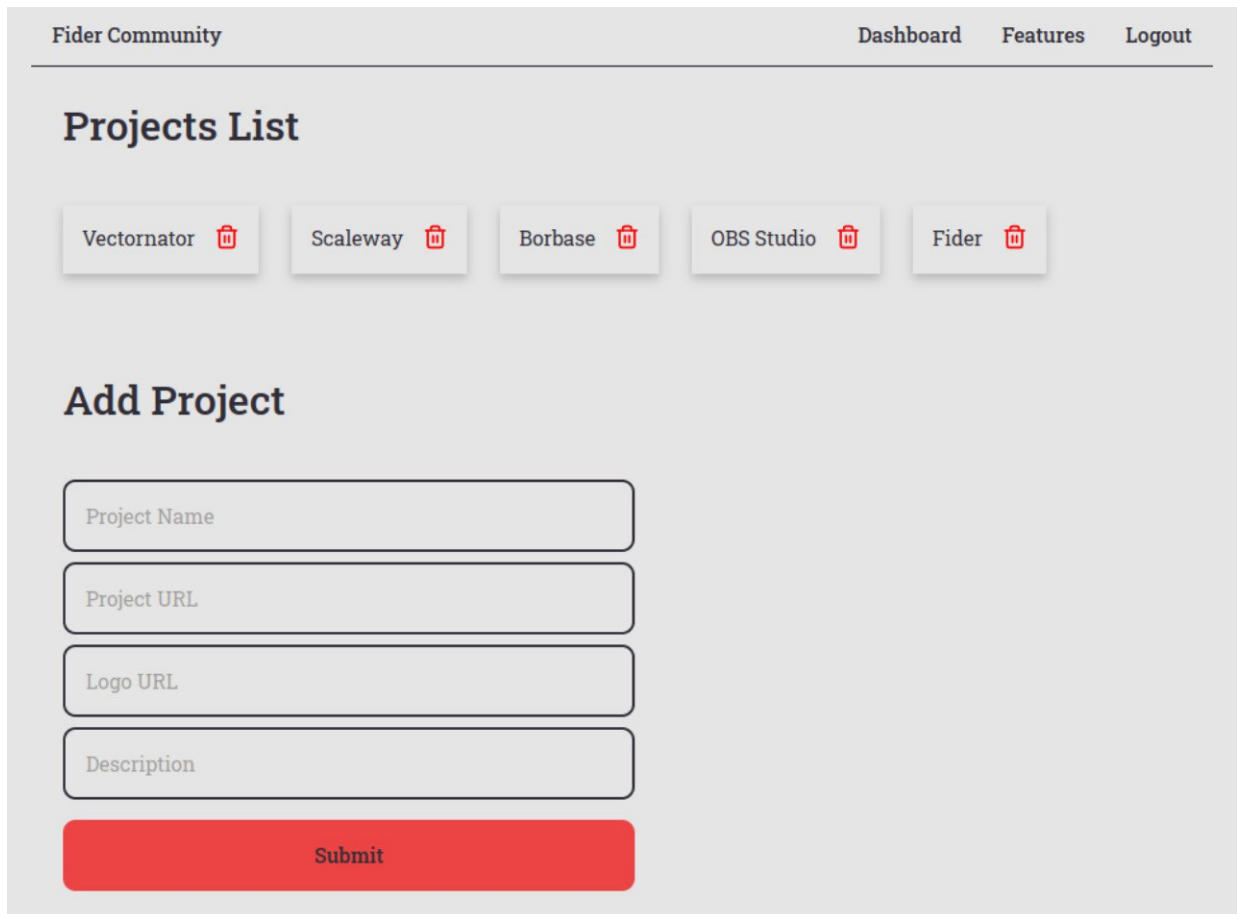 Fider Community Dashboard Features Logout
Projects List
Vectornator Scaleway Borbase OBS Studio Fider
Add Project
Project Name
Project URL
Logo URL
Description
Submit